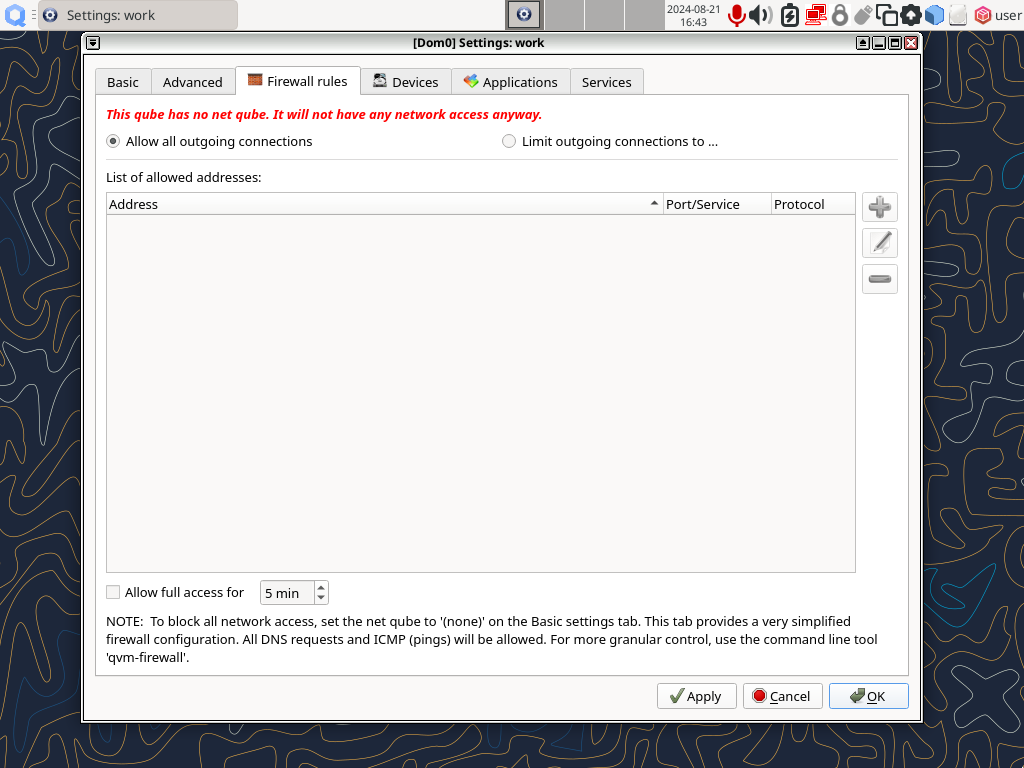 Settings: work
2024-08-21
16:43
user
[Dom0] Settings: work
Basic
Advanced
Firewall rules
Devices
Applications
Services
This qube has no net qube. It will not have any network access anyway.
Allow all outgoing connections
Limit outgoing connections to ...
List of allowed addresses:
Address
Port/Service
Protocol
Allow full access for
5 min
NOTE:  To block all network access, set the net qube to '(none)' on the Basic settings tab. This tab provides a very simplified
firewall configuration. All DNS requests and ICMP (pings) will be allowed. For more granular control, use the command line tool
'qvm-firewall'.
Apply
Cancel
OK